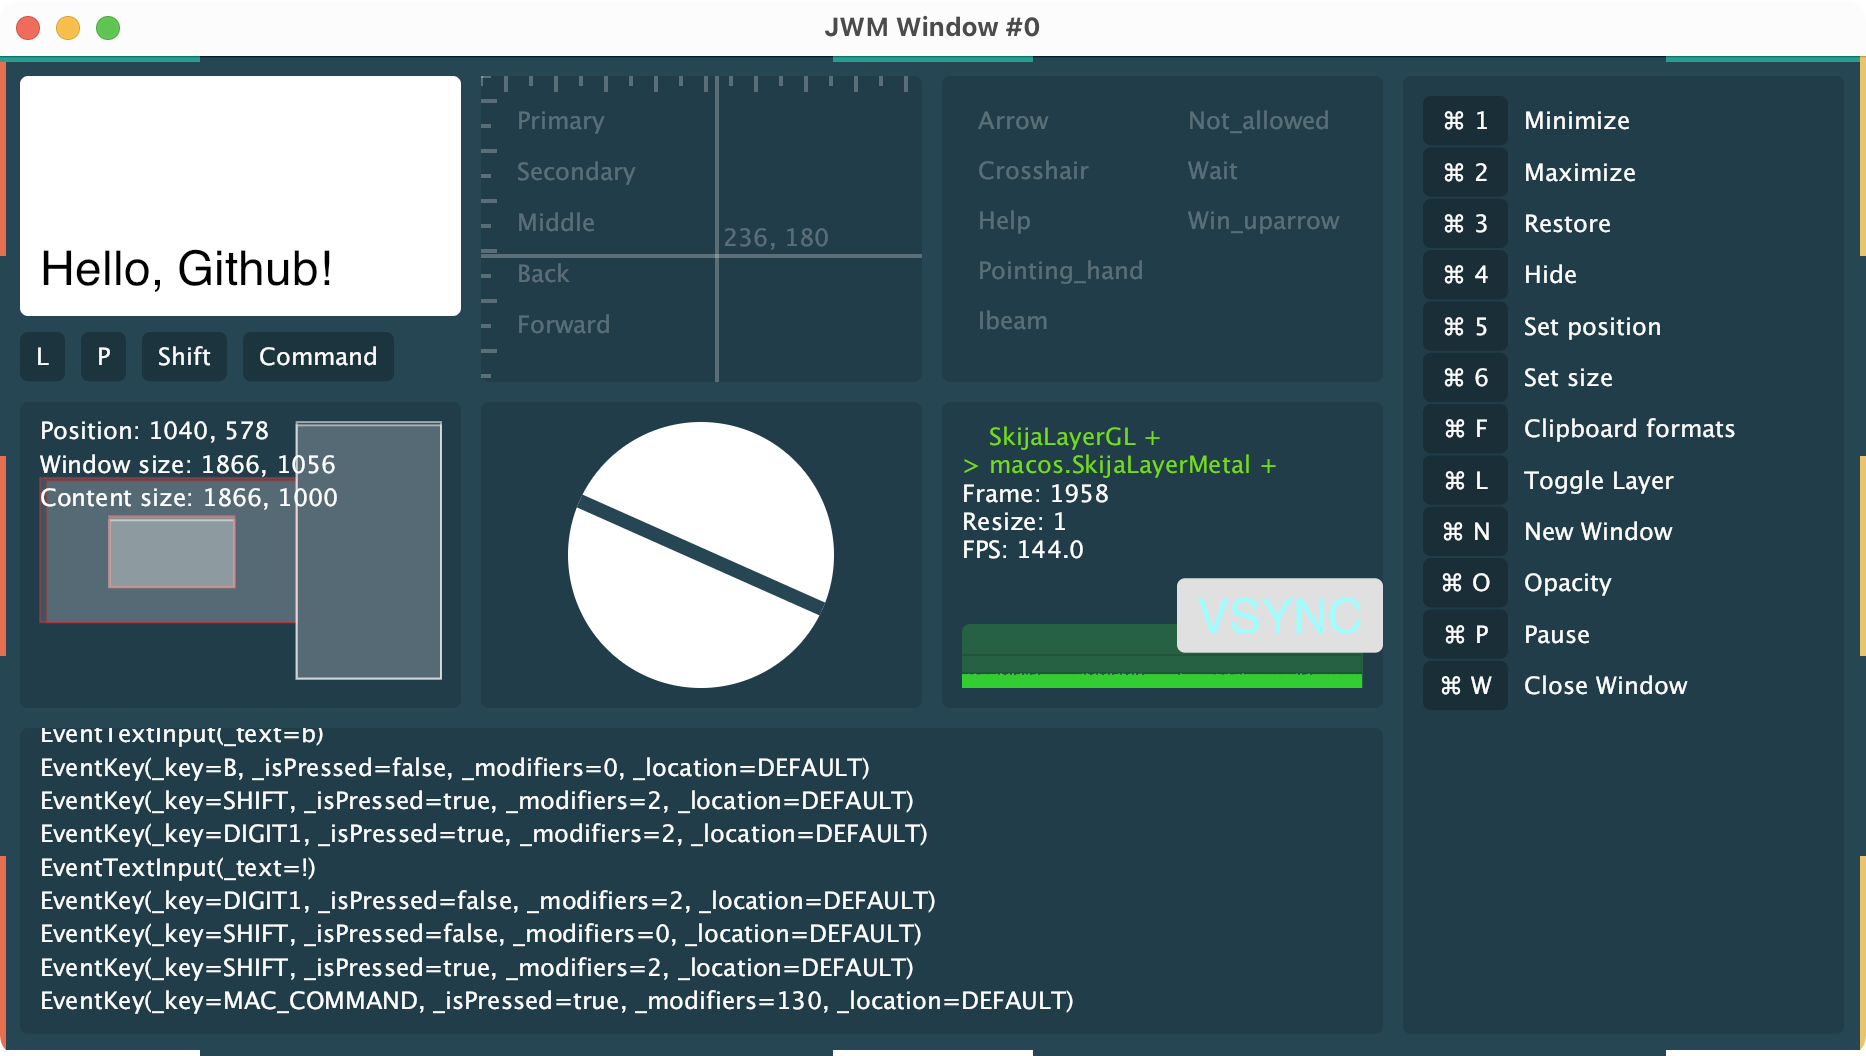 JWM Window #0
Hello, Github!
L P Shift Command
Primary
Secondary
Middle
Back
Forward
236, 180
Arrow
Crosshair
Help
Pointing_hand
Ibeam
Not_allowed
Wait
Win_uparrow
⌘ 1 Minimize
⌘ 2 Maximize
⌘ 3 Restore
⌘ 4 Hide
⌘ 5 Set position
⌘ 6 Set size
⌘ F Clipboard formats
⌘ L Toggle Layer
⌘ N New Window
⌘ O Opacity
⌘ P Pause
⌘ W Close Window
Position: 1040, 578
Window size: 1866, 1056
Content size: 1866, 1000
SkijaLayerGL +
> macos.SkijaLayerMetal +
Frame: 1958
Resize: 1
FPS: 144.0
VSYNC
EventTextInput(_text=b)
EventKey(_key=B, _isPressed=false, _modifiers=0, _location=DEFAULT)
EventKey(_key=SHIFT, _isPressed=true, _modifiers=2, _location=DEFAULT)
EventKey(_key=DIGIT1, _isPressed=true, _modifiers=2, _location=DEFAULT)
EventTextInput(_text=!)
EventKey(_key=DIGIT1, _isPressed=false, _modifiers=2, _location=DEFAULT)
EventKey(_key=SHIFT, _isPressed=false, _modifiers=0, _location=DEFAULT)
EventKey(_key=SHIFT, _isPressed=true, _modifiers=2, _location=DEFAULT)
EventKey(_key=MAC_COMMAND, _isPressed=true, _modifiers=130, _location=DEFAULT)